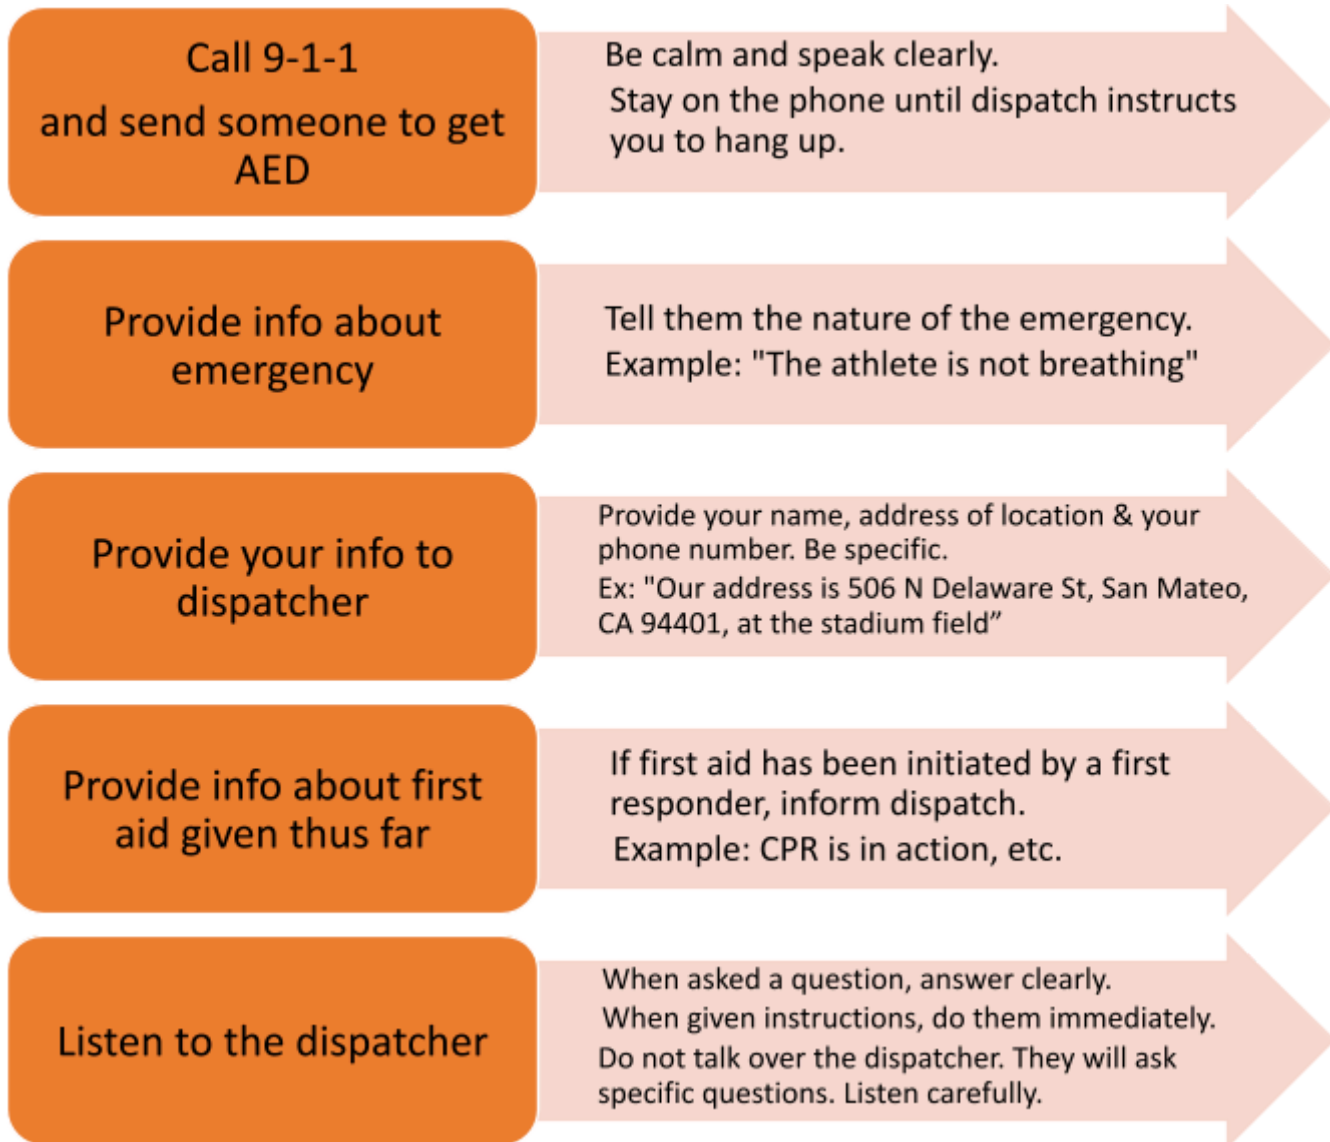 Call 9-1-1
and send someone to get
AED
Be calm and speak clearly.
Stay on the phone until dispatch instructs
you to hang up.
Provide info about
emergency
Tell them the nature of the emergency.
Example: "The athlete is not breathing"
Provide your info to
dispatcher
Provide your name, address of location & your
phone number. Be specific.
Ex: "Our address is 506 N Delaware St, San Mateo,
CA 94401, at the stadium field”
Provide info about first
aid given thus far
If first aid has been initiated by a first
responder, inform dispatch.
Example: CPR is in action, etc.
Listen to the dispatcher
When asked a question, answer clearly.
When given instructions, do them immediately.
Do not talk over the dispatcher. They will ask
specific questions. Listen carefully.